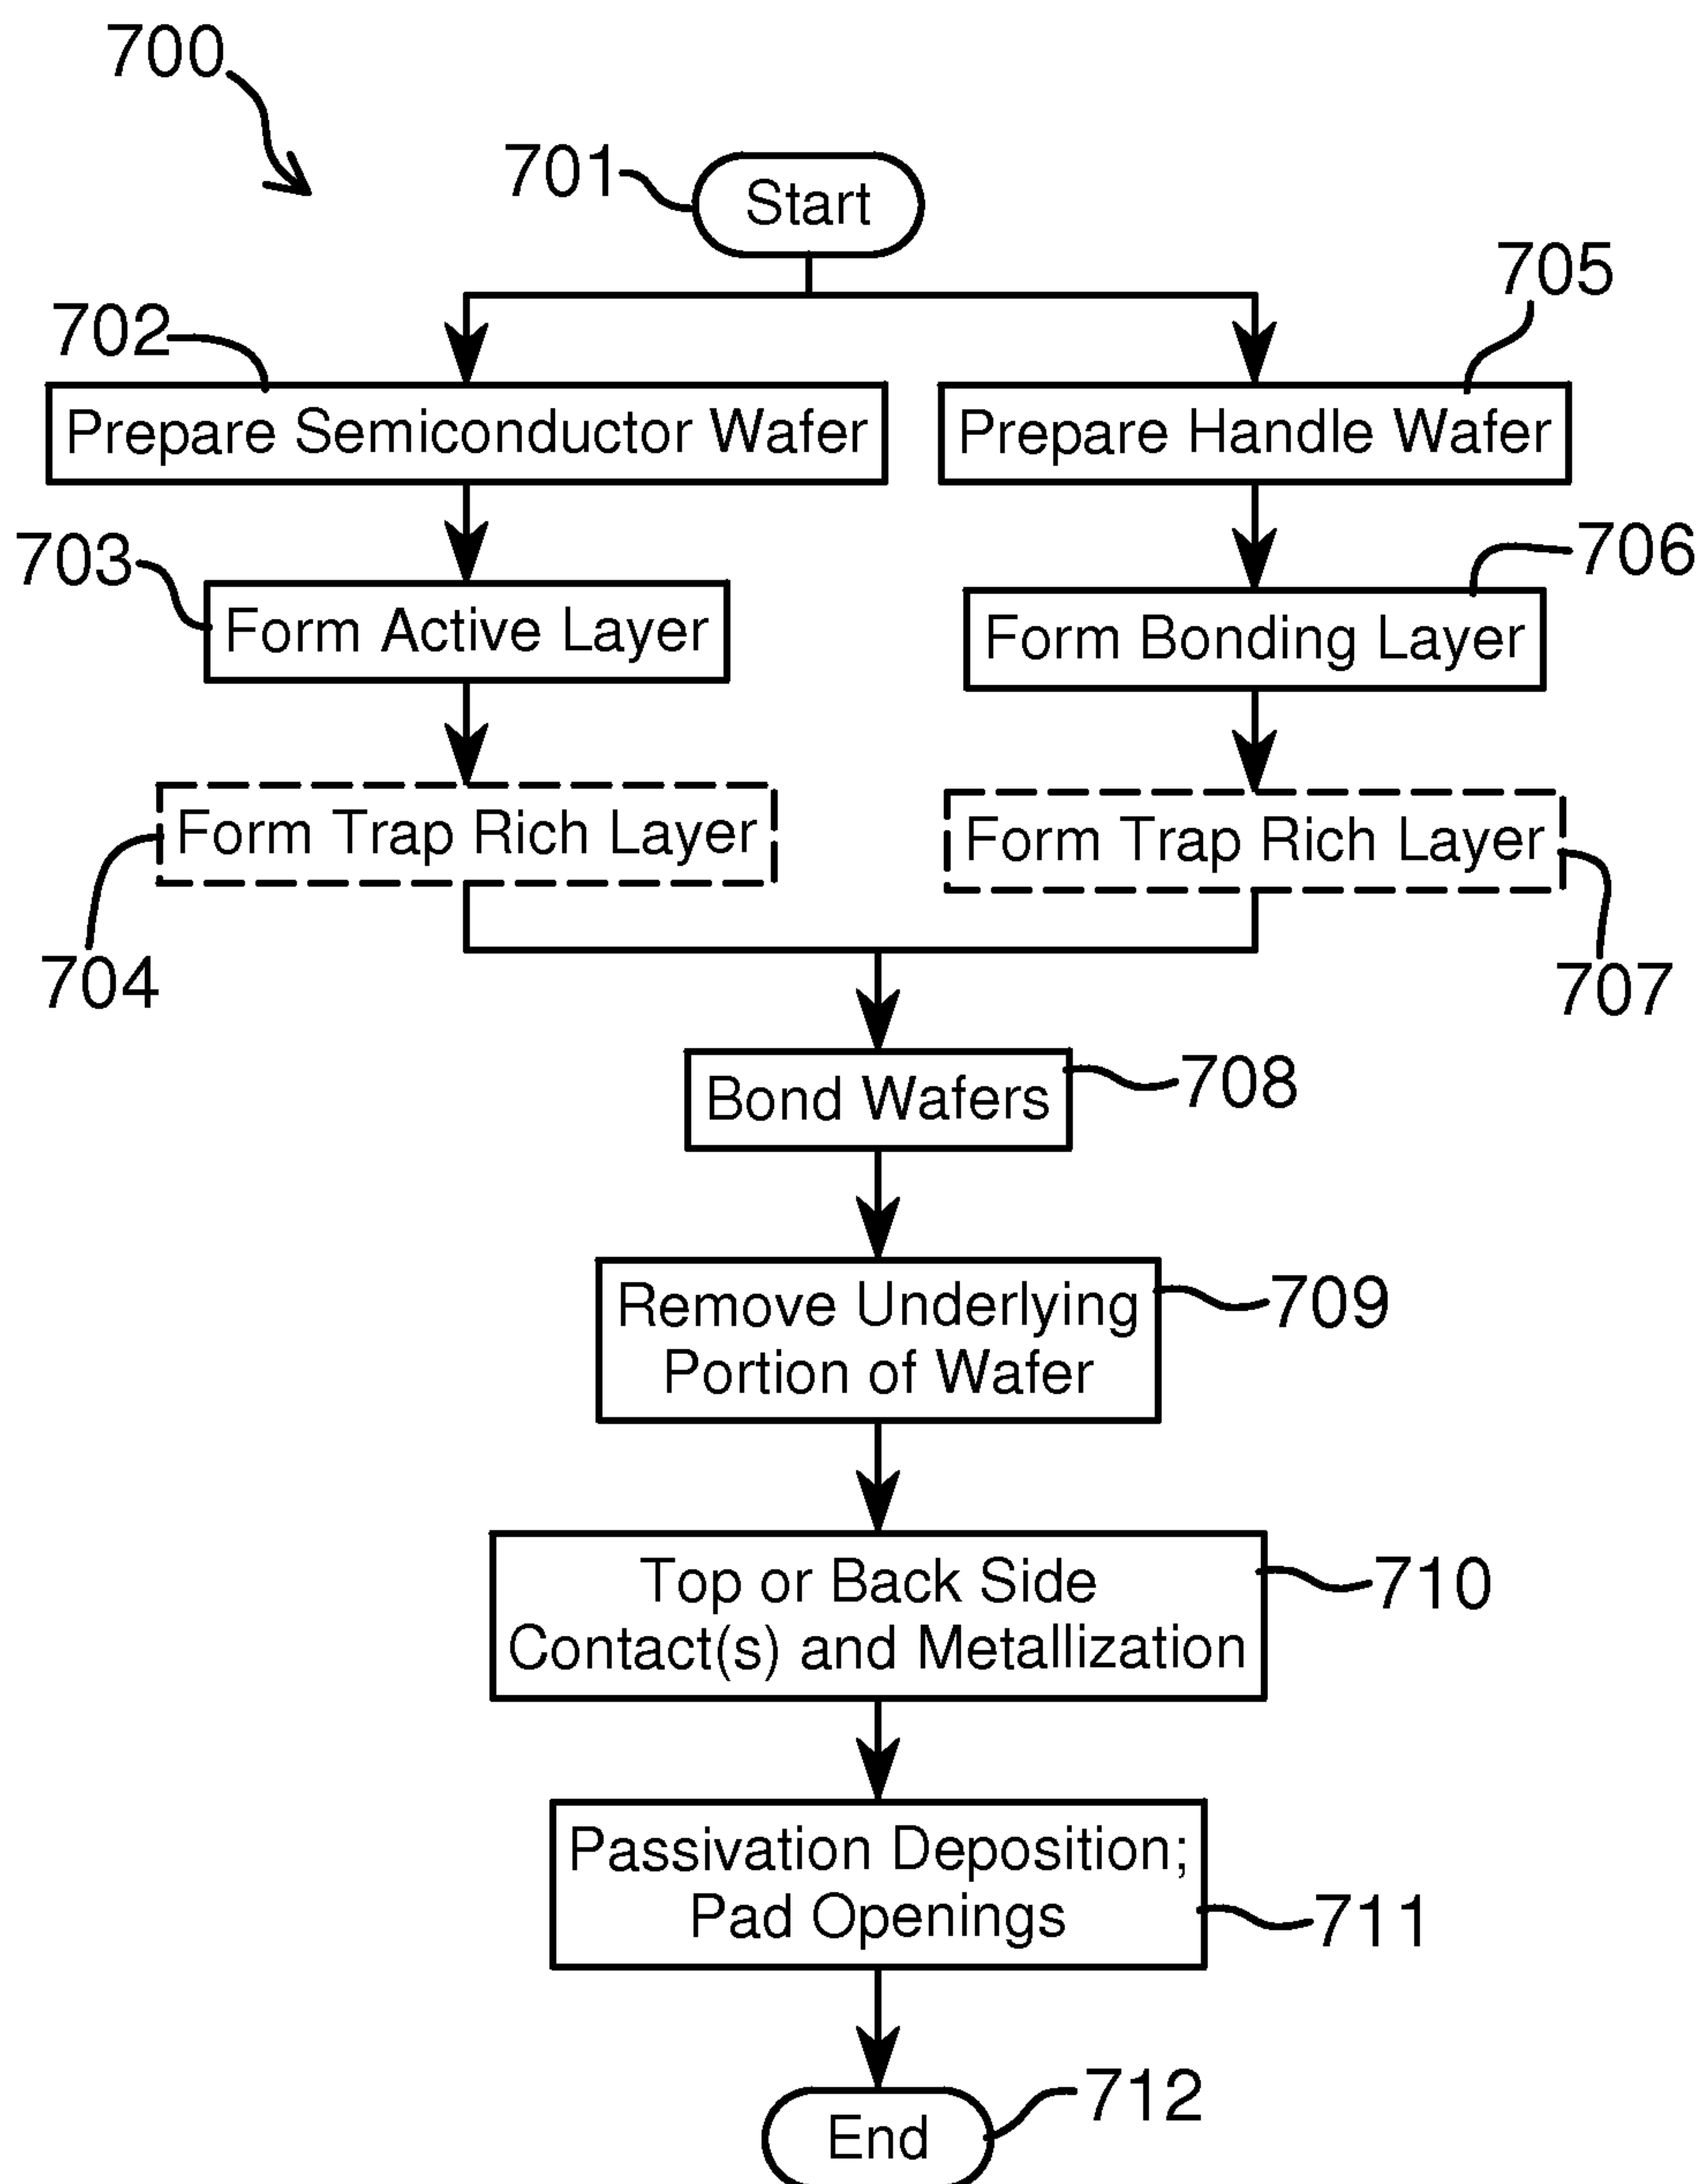 700
701
Start
705
702
Prepare Semiconductor Wafer
Prepare Handle Wafer
703
706
Form Active Layer
Form Bonding Layer
Form Trap Rich Layer
Form Trap Rich Layer
704
707
Bond Wafers
708
Remove Underlying
Portion of Wafer
709
Top or Back Side
Contact(s) and Metallization
710
Passivation Deposition;
Pad Openings
711
712
End